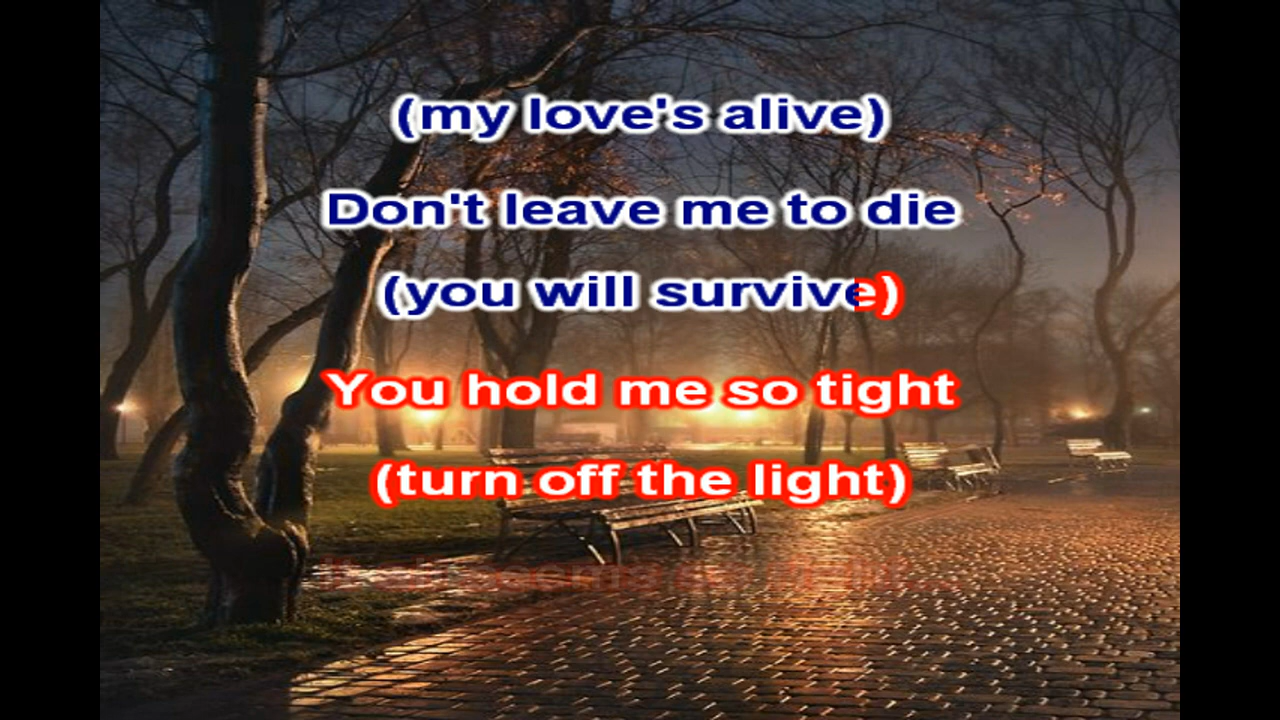 (my love's alive)
Don't leave me to die
(you will survive)
You hold me so tight
(turn off the light)